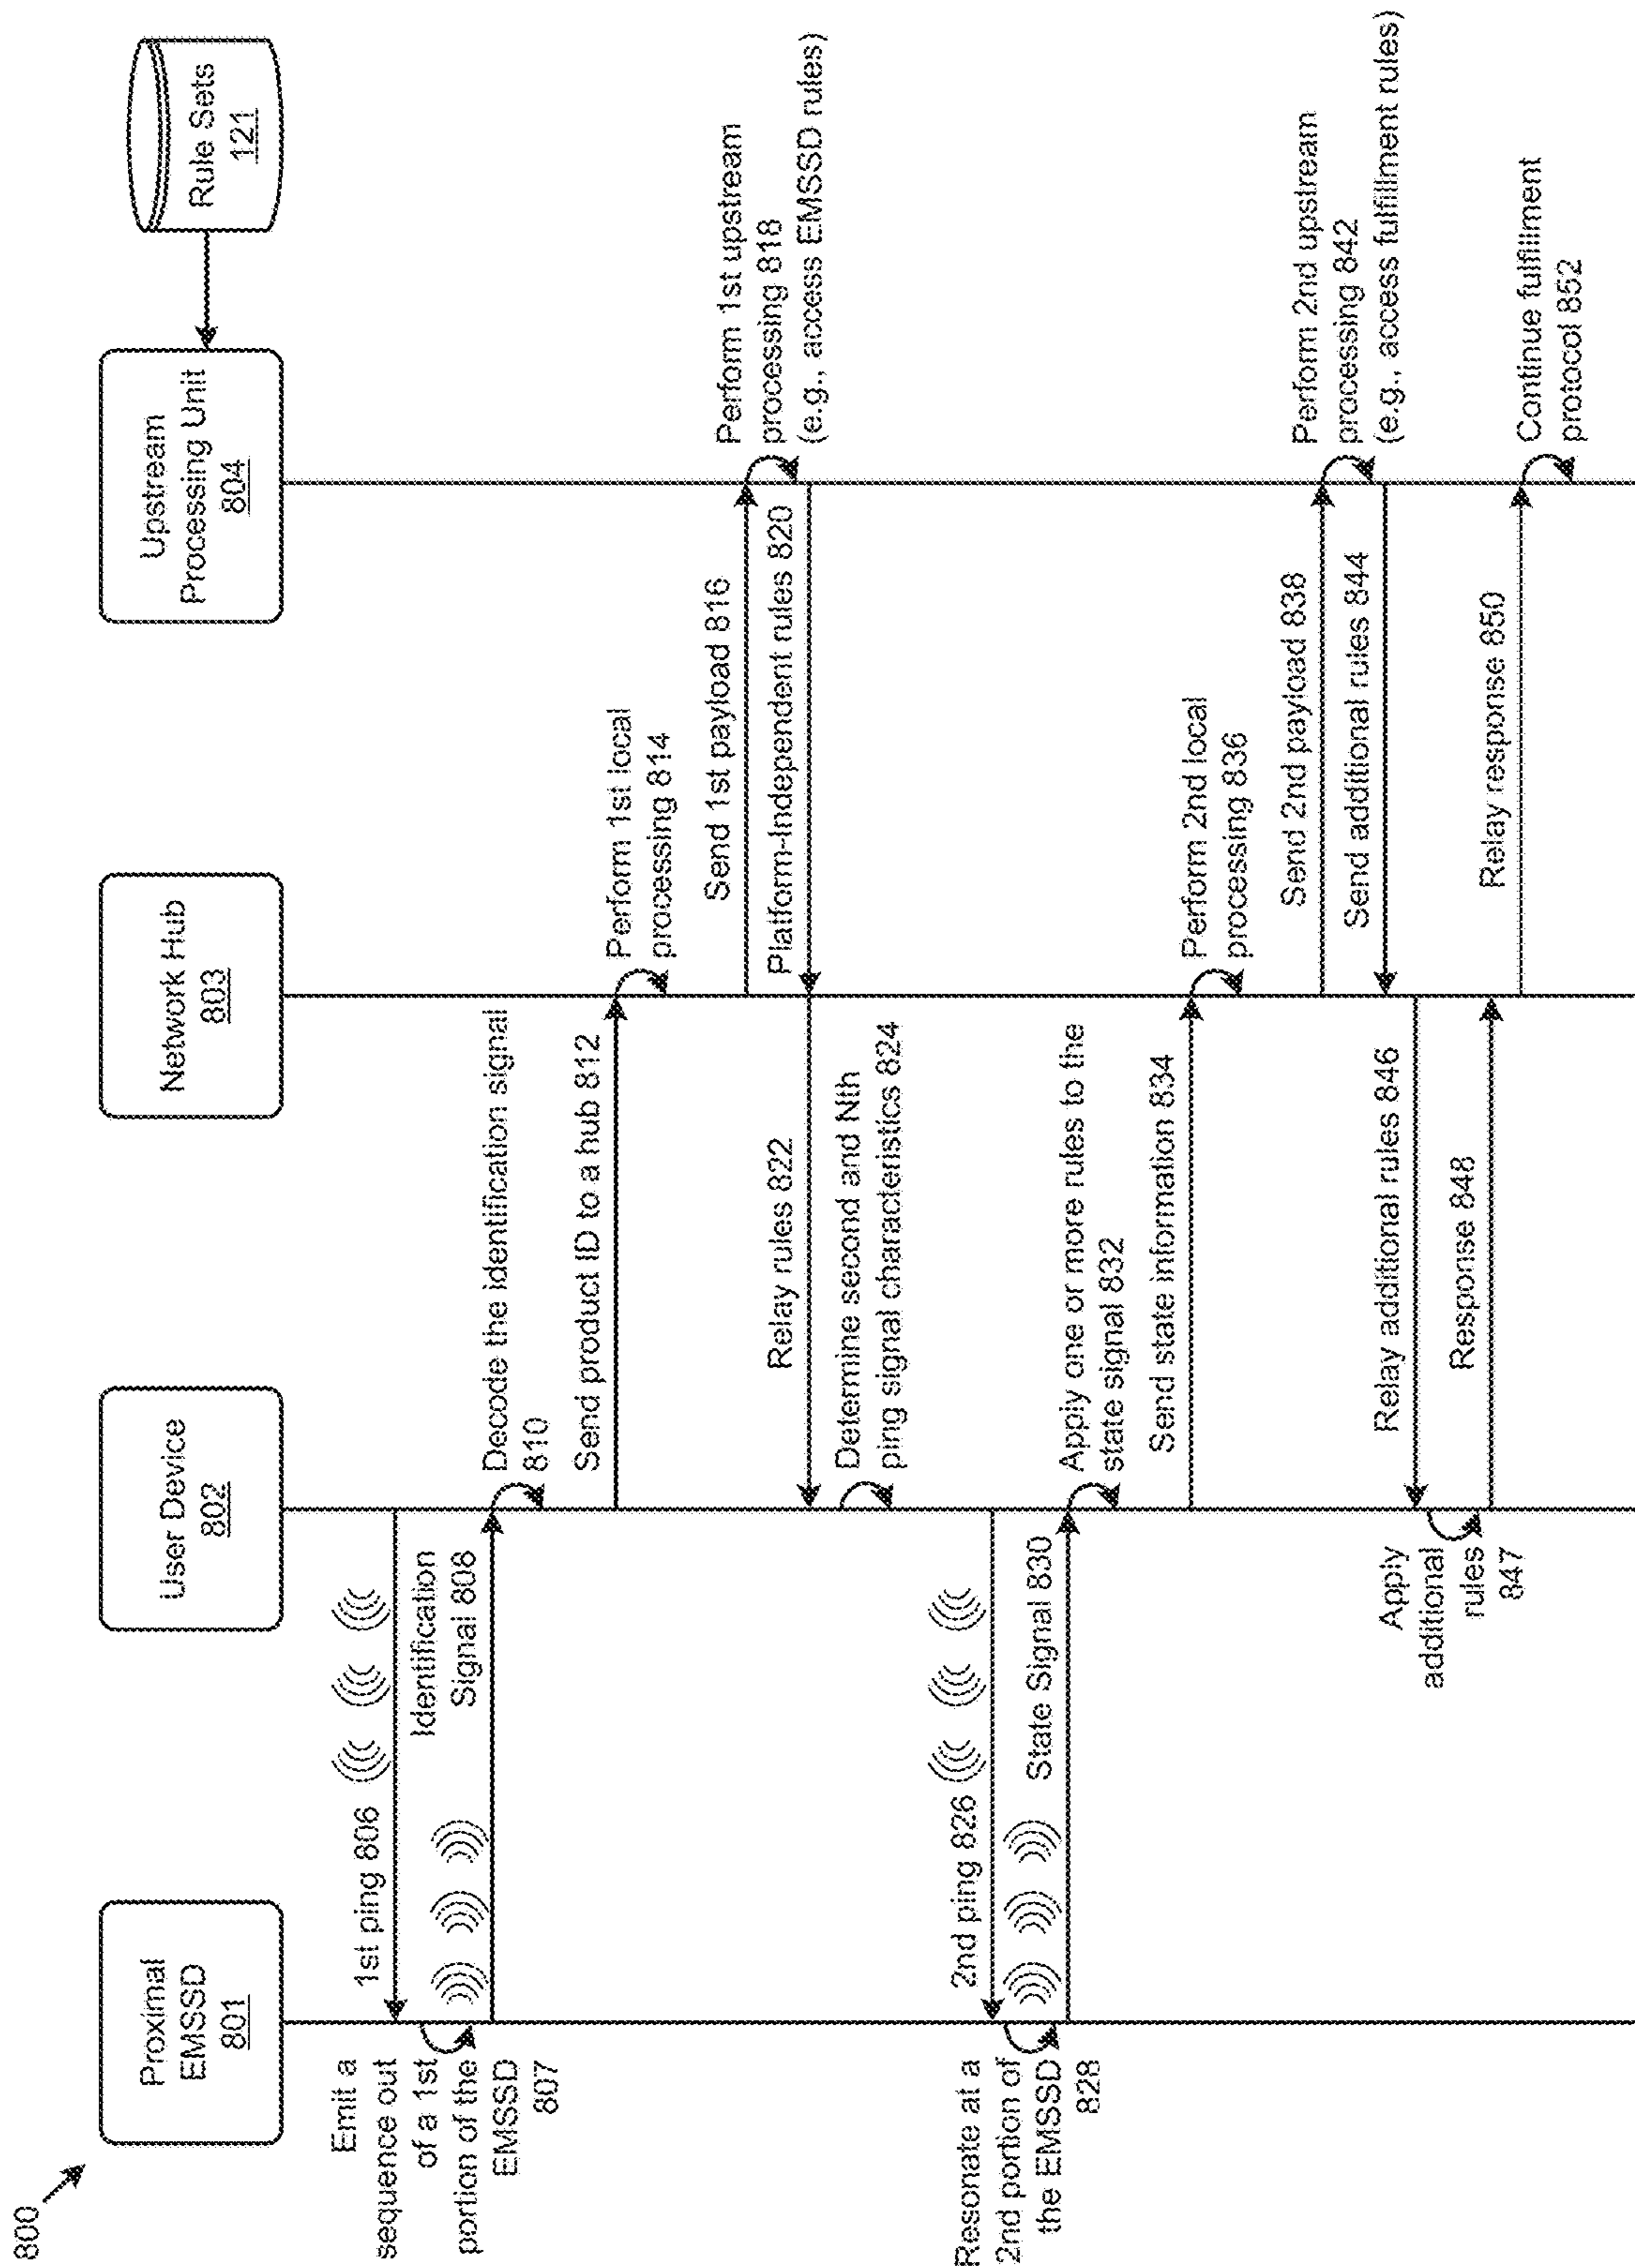 800
Proximal
EMSSD
801
User Device
802
Network Hub
803
Upstream
Processing Unit
804
Rule Sets
121
1st ping 806
Emit a
sequence out
of a 1st
portion of the
EMSSD
807
Identification
Signal 808
Decode the identification signal
810
Send product ID to a hub 812
Perform 1st local
processing 814
Send 1st payload 816
Perform 1st upstream
processing 818
(e.g., access EMSSD rules)
Platform-Independent rules 820
Relay rules 822
Determine second and Nth
ping signal characteristics 824
2nd ping 826
Resonate at a
2nd portion of
the EMSSD
828
State Signal 830
Apply one or more rules to the
state signal 832
Send state information 834
Perform 2nd local
processing 836
Send 2nd payload 838
Perform 2nd upstream
processing 842
(e.g., access fulfillment rules)
Send additional rules 844
Relay additional rules 846
Apply
additional
rules
847
Response 848
Relay response 850
Continue fulfillment
protocol 852